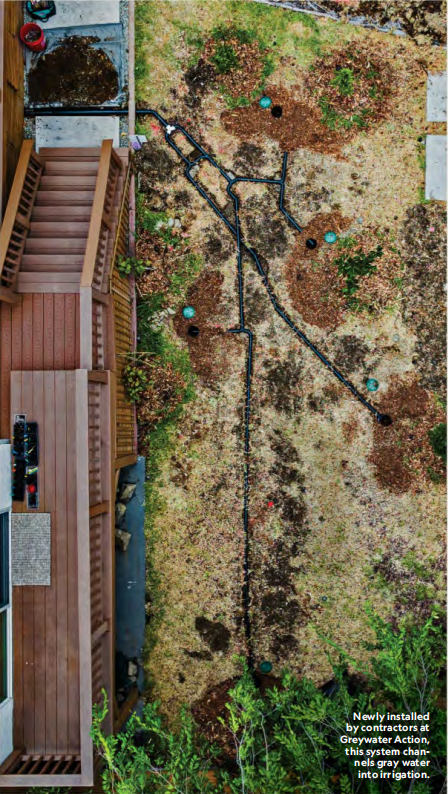 Newly installed
by contractors at
Greywater Action,
this system chan-
nels gray water
into irrigation.